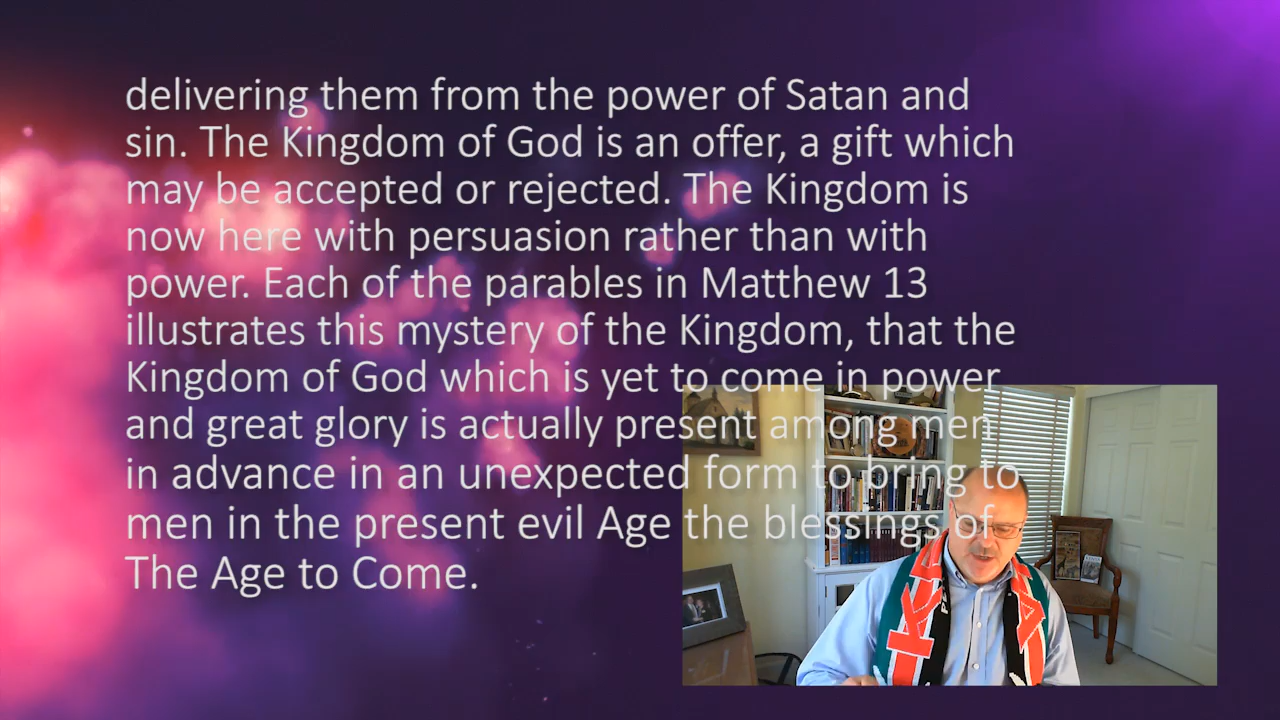 delivering them from the power of Satan and
sin. The Kingdom of God is an offer, a gift which
may be accepted or rejected. The Kingdom is
now here with persuasion rather than with
power. Each of the parables in Matthew 13
illustrates this mystery of the Kingdom, that the
Kingdom of God which is yet to come in power
and great glory is actually present among men
in advance in an unexpected form to bring to
men in the present evil Age the blessings of
The Age to Come.